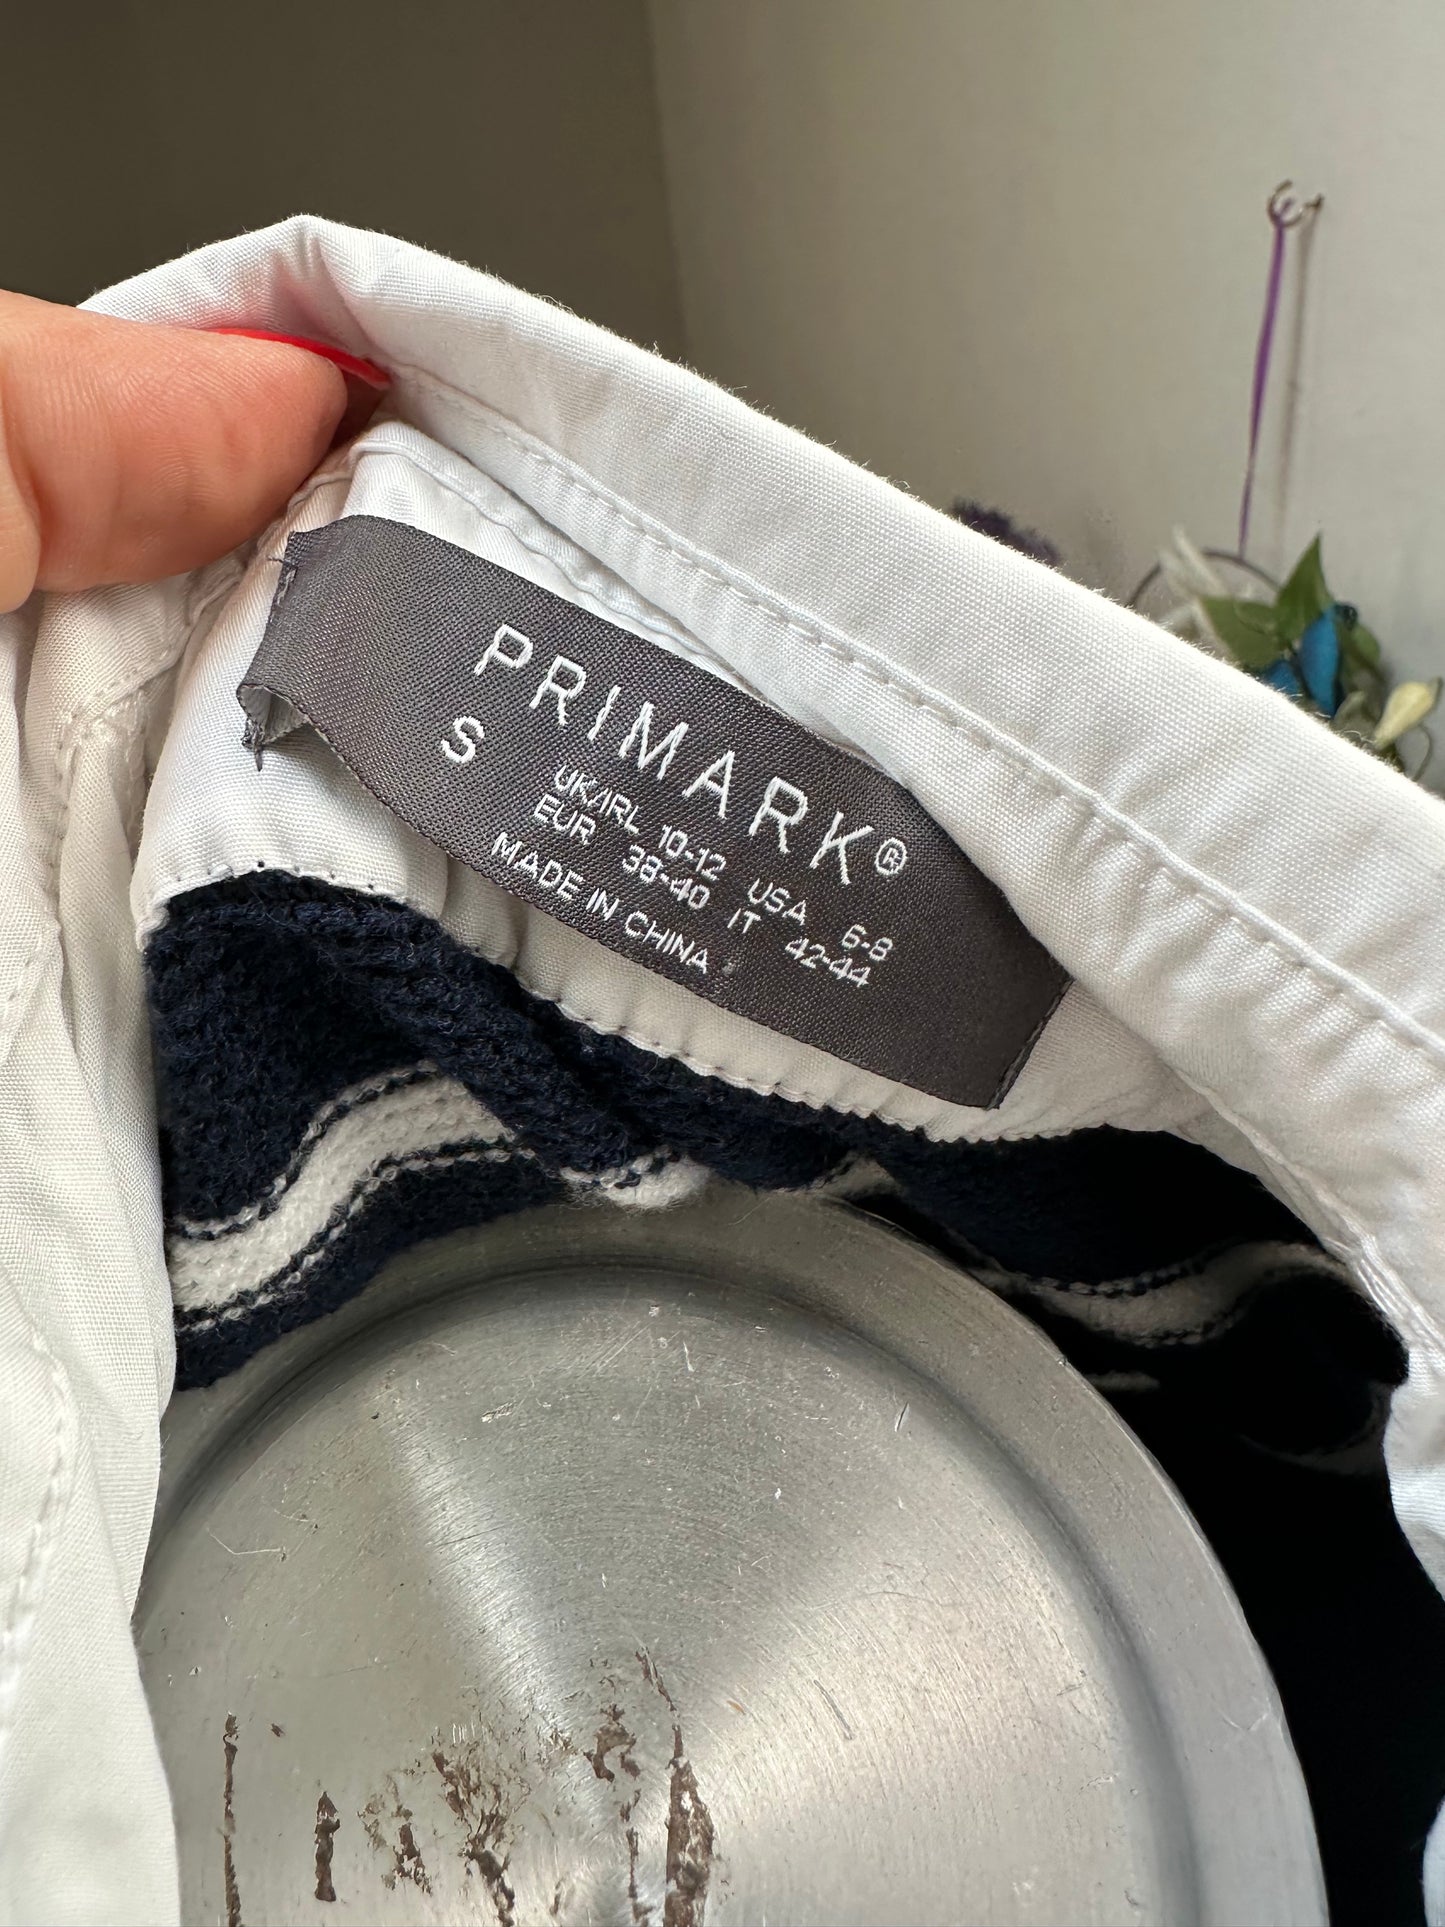 PRIMARK®
S
UK/IRL 10-12 USA 6-8
EUR 38-40 IT 42-44
MADE IN CHINA